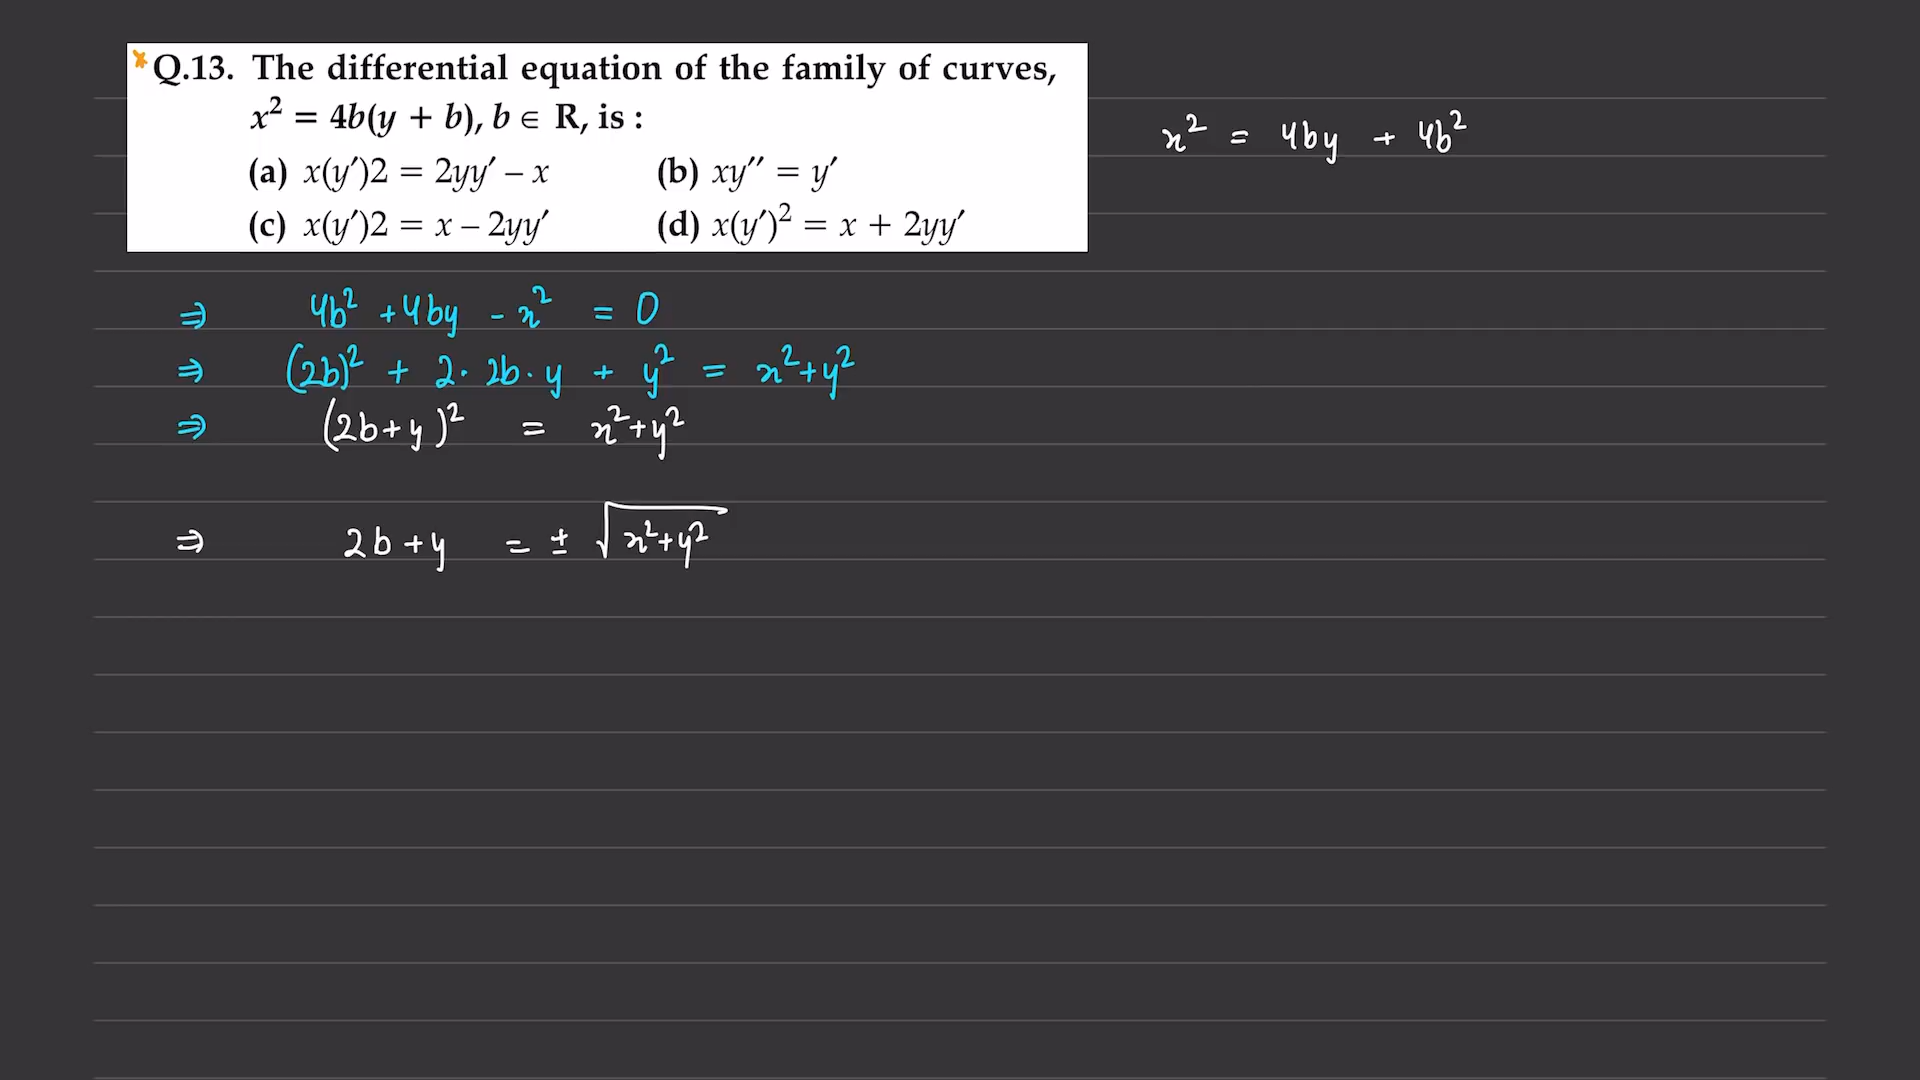 *Q.13. The differential equation of the family of curves,
x² = 4b(y + b), b ∈ R, is :
(a) x(y′)2 = 2yy′ – x (b) xy″ = y′
(c) x(y′)2 = x – 2yy′ (d) x(y′)² = x + 2yy′
x² = 4by + 4b²
⇒ 4b² + 4by - x² = 0
⇒ (2b)² + 2· 2b· y + y² = x²+y²
⇒ (2b+y)² = x²+y²
⇒ 2b+y = ± √(x²+y²)